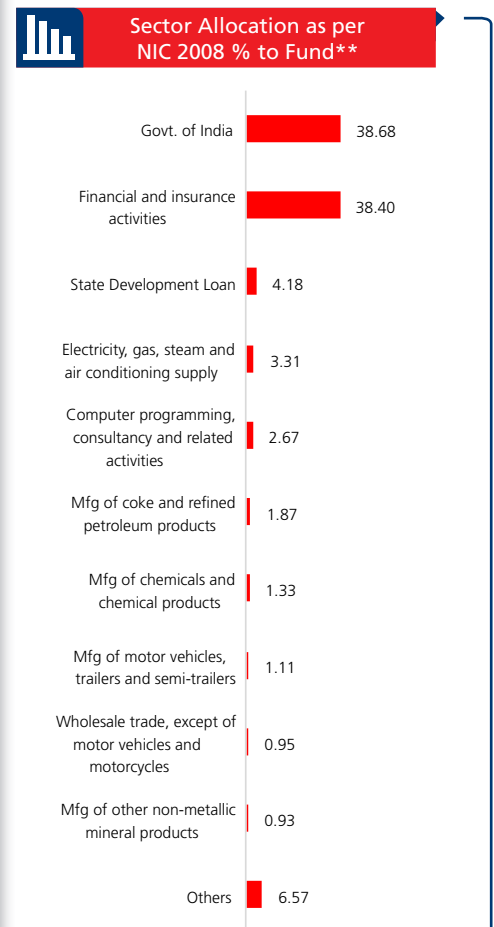 Sector Allocation as per
NIC 2008 % to Fund**
Govt. of India 38.68
Financial and insurance
activities 38.40
State Development Loan 4.18
Electricity, gas, steam and
air conditioning supply 3.31
Computer programming,
consultancy and related 2.67
activities
Mfg of coke and refined
petroleum products 1.87
Mfg of chemicals and
chemical products 1.33
Mfg of motor vehicles,
trailers and semi-trailers 1.11
Wholesale trade, except of
motor vehicles and 0.95
motorcycles
Mfg of other non-metallic
mineral products 0.93
Others 6.57